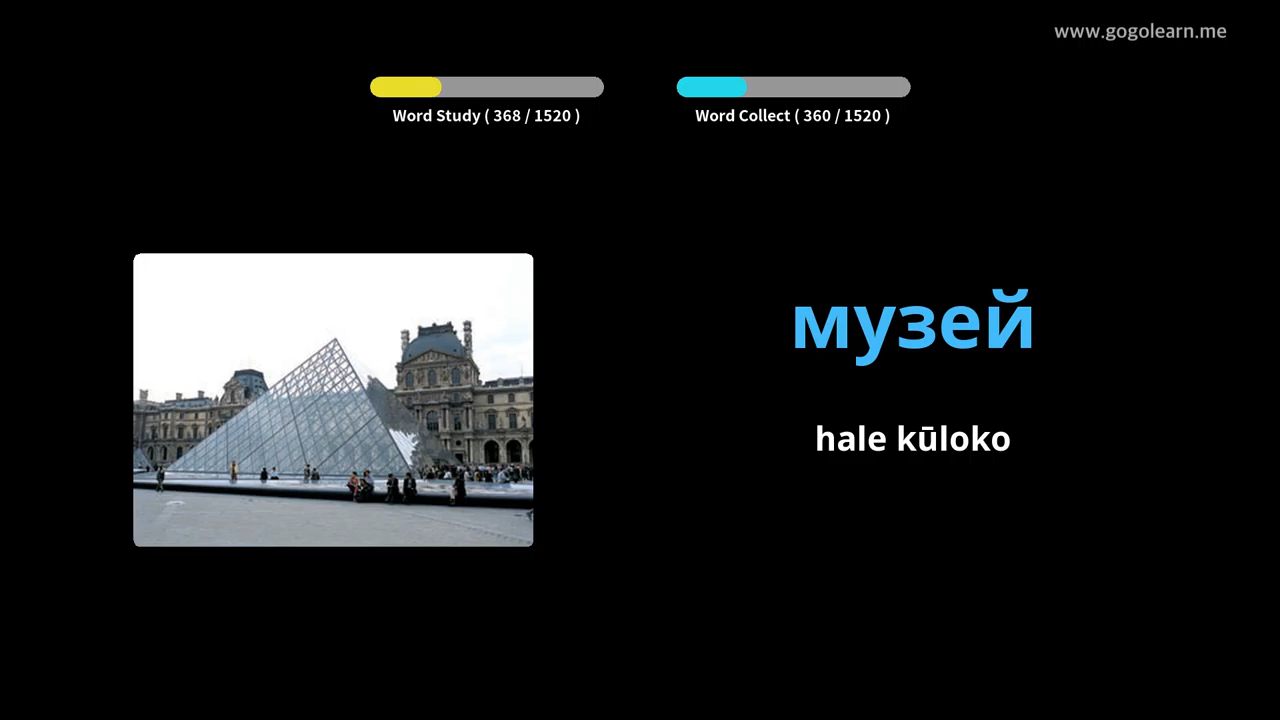 www.gogolearn.me
Word Study ( 368 / 1520 )
Word Collect ( 360 / 1520 )
музей
hale kūloko